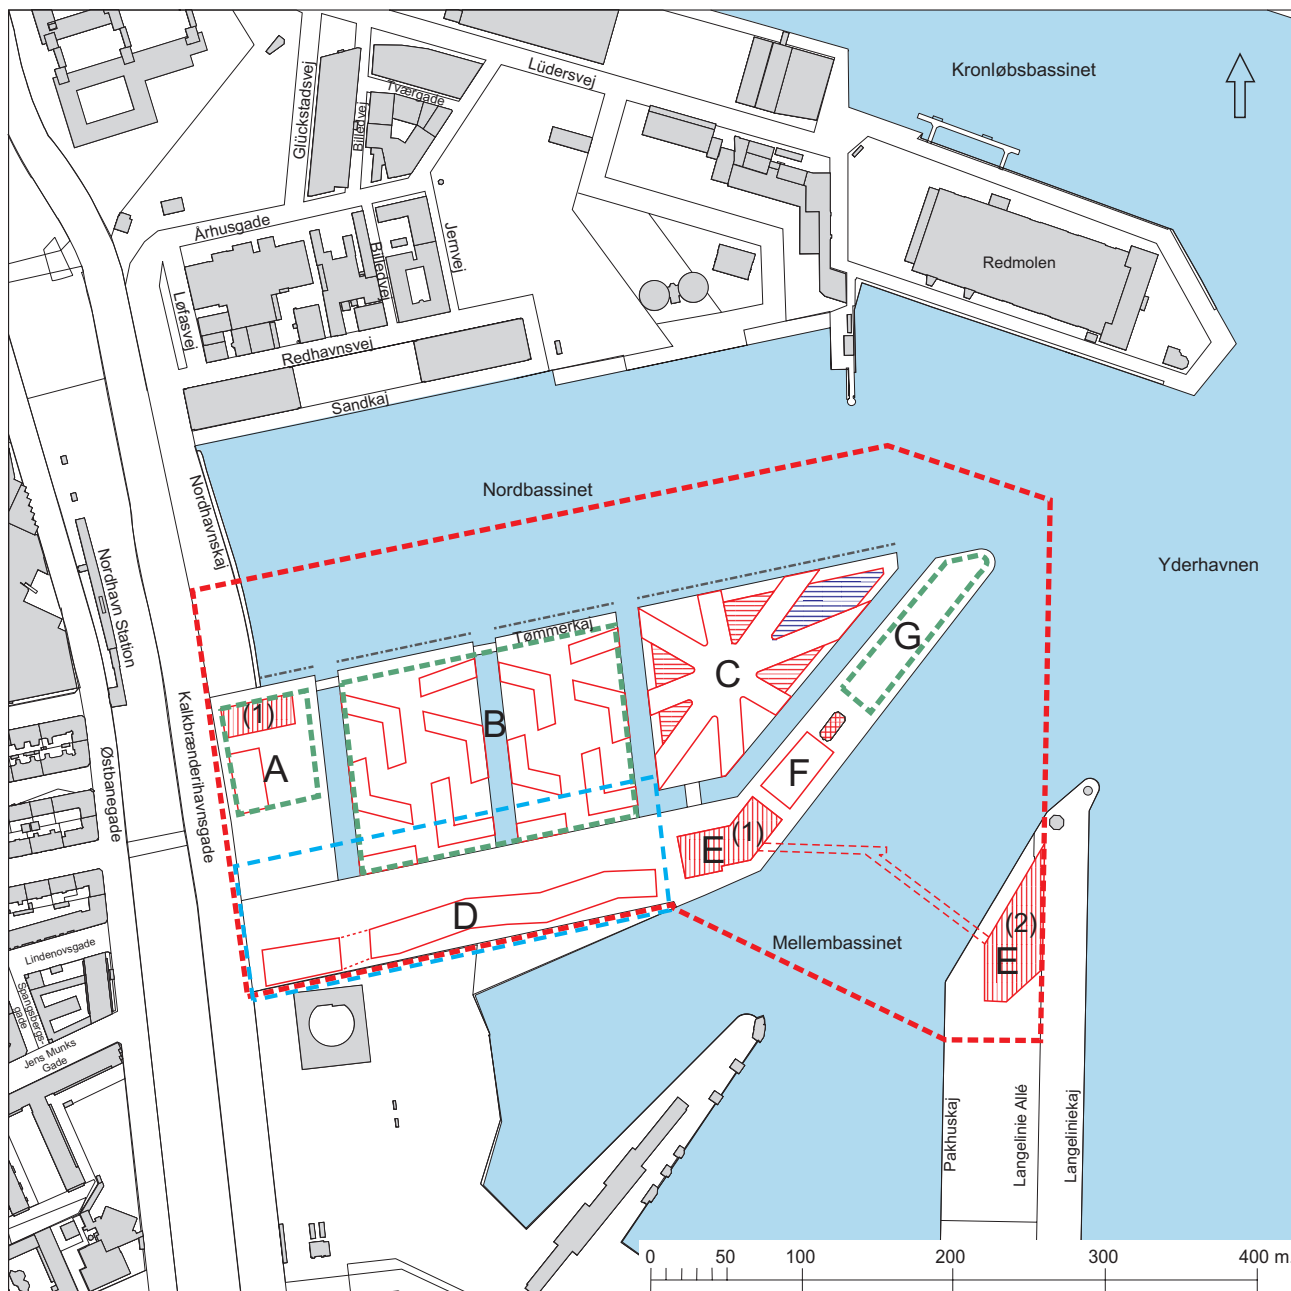 Kronløbsbassinet
Lüdersvej
Tværgade
Glückstadsvej
Billedvej
Århusgade
Billedvej
Jernvej
Redmolen
Løfasvej
Redhavnsvej
Sandkaj
Nordhavnskaj
Nordbassinet
Yderhavnen
Nordhavn Station
Tømmerkaj
G
C
(1)
B
A
F
Kalkbrænderihavnsgade
Østbanegade
(1)
E
D
(2)
E
Mellembassinet
Lindenovsgade
Spangsbergs-
gade
Jens Munks
Gade
Pakhuskaj
Langelinie Allé
Langeliniekaj
0 50 100 200 300 400 m.